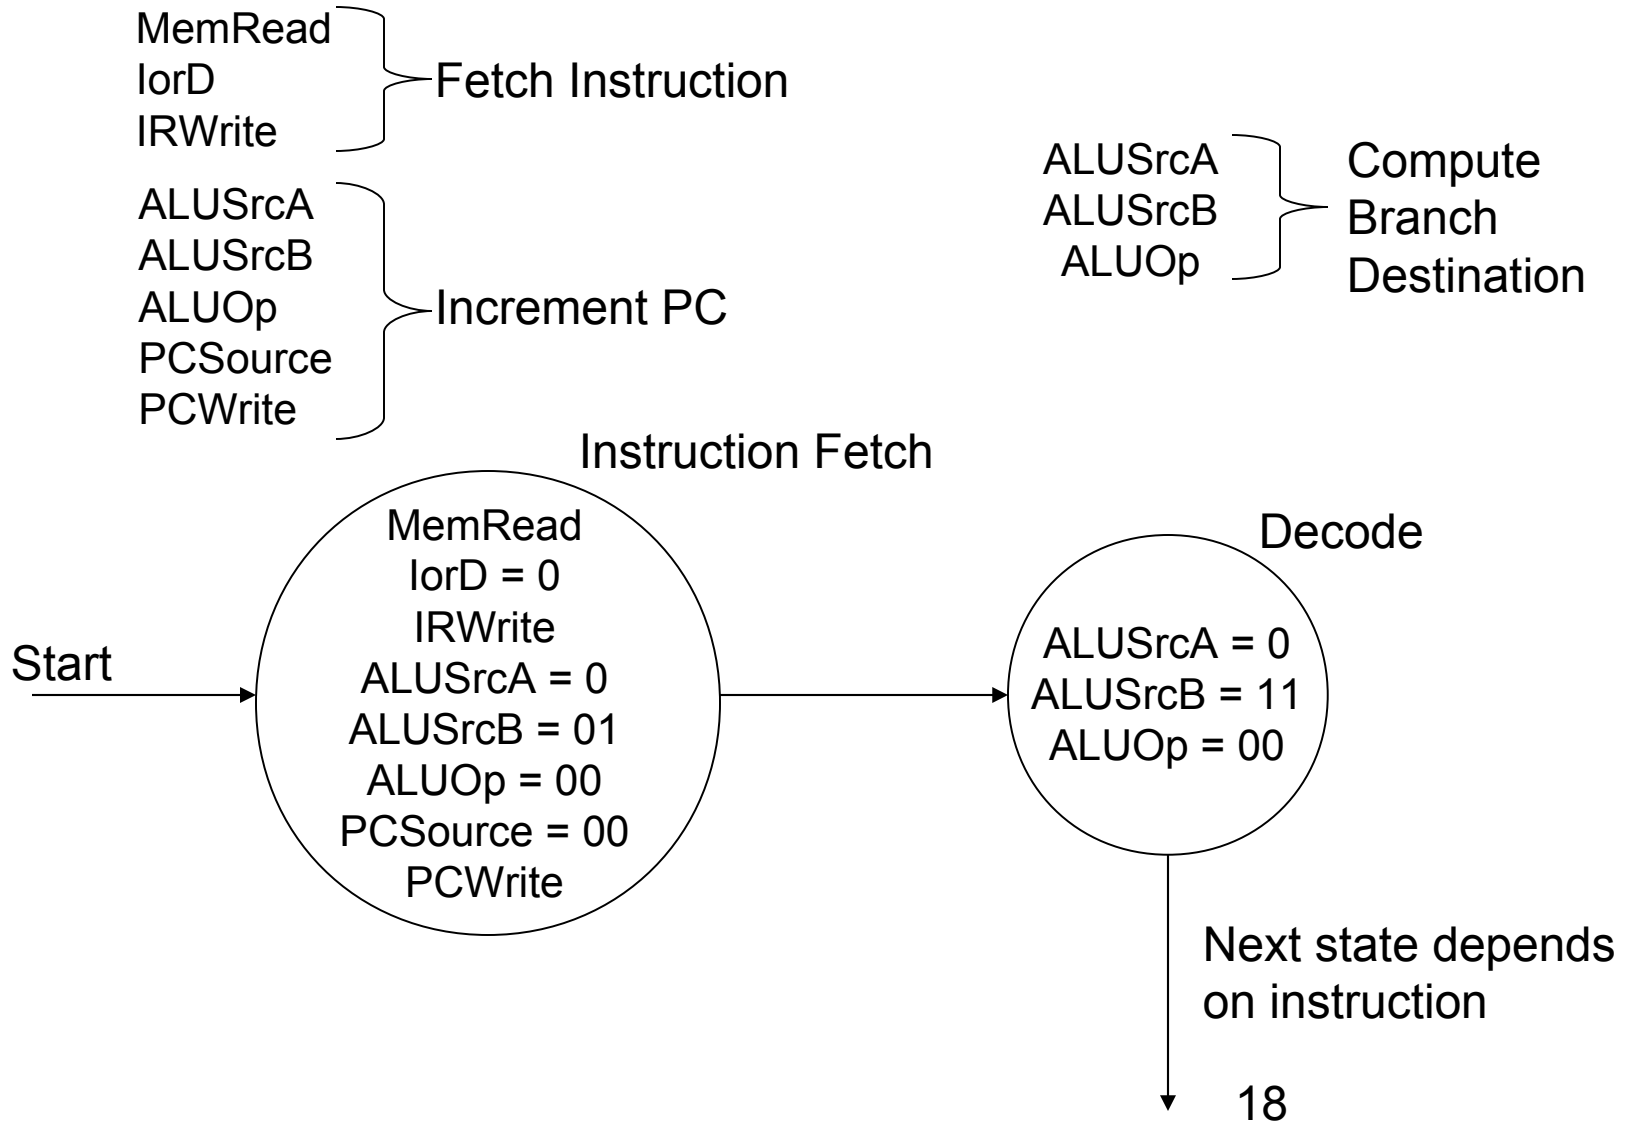 MemRead
IorD
IRWrite
Fetch Instruction
ALUSrcA
ALUSrcB
ALUOp
PCSource
PCWrite
Increment PC
ALUSrcA
ALUSrcB
ALUOp
Compute
Branch
Destination
Instruction Fetch
MemRead
IorD = 0
IRWrite
ALUSrcA = 0
ALUSrcB = 01
ALUOp = 00
PCSource = 00
PCWrite
Start
Decode
ALUSrcA = 0
ALUSrcB = 11
ALUOp = 00
Next state depends
on instruction
18